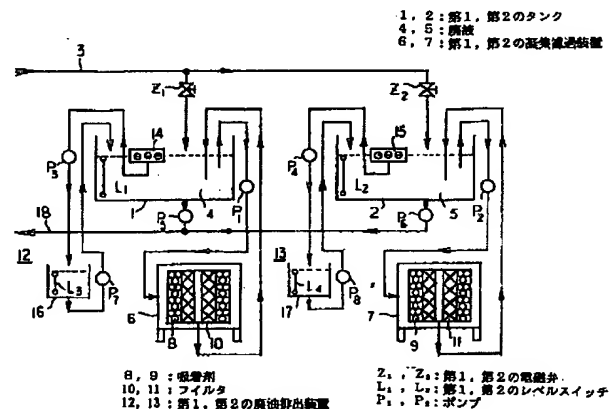 1, 2:第1,第2のタンク
4, 5:廃液
6, 7:第1,第2の凝集濾過装置
3
Z₁
Z₂
14
15
P₃
P₄
L₁
L₂
1
4
P₁
2
5
P₂
18
P₅
P₆
12
13
L₃
P₇
L₄
P₈
16
6
17
7
8
10
9
11
8, 9:吸着剤
10, 11:フィルタ
12, 13:第1,第2の廃油排出装置
Z₁,Z₂:第1,第2の電磁弁
L₁,L₂:第1,第2のレベルスイッチ
P₁,P₂:ポンプ